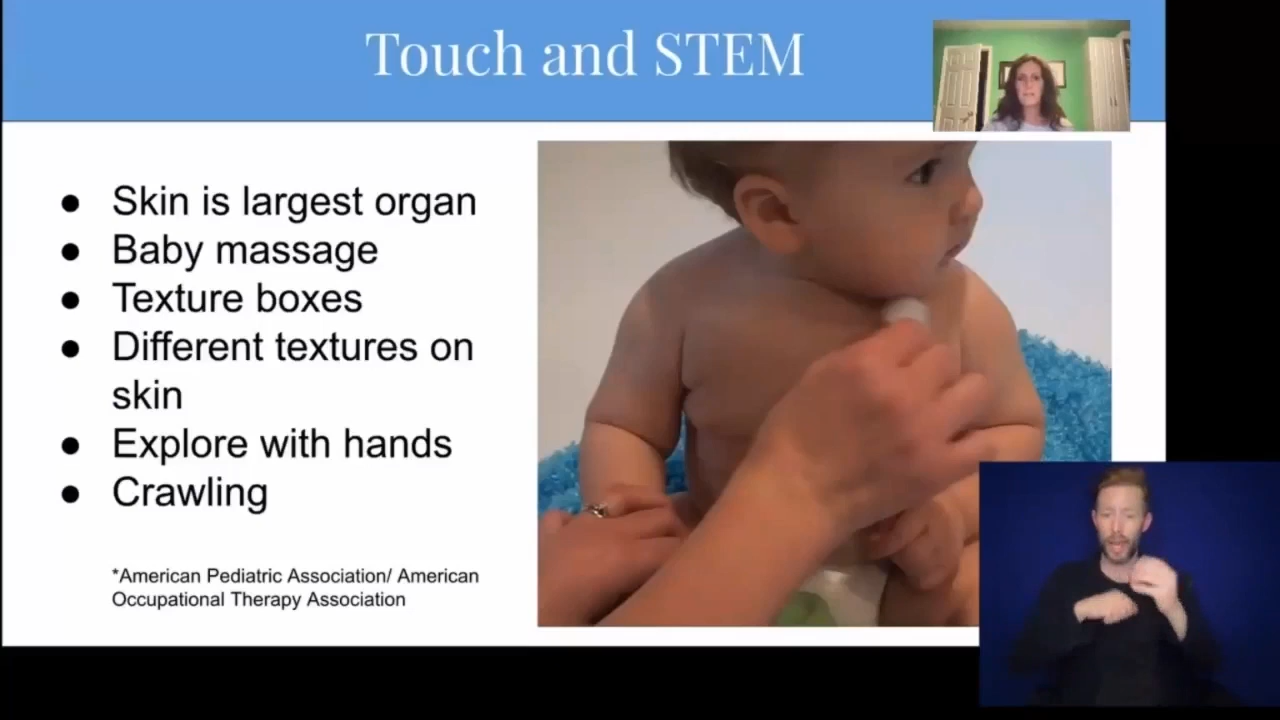 Touch and STEM
● Skin is largest organ
● Baby massage
● Texture boxes
● Different textures on
skin
● Explore with hands
● Crawling
*American Pediatric Association/ American
Occupational Therapy Association